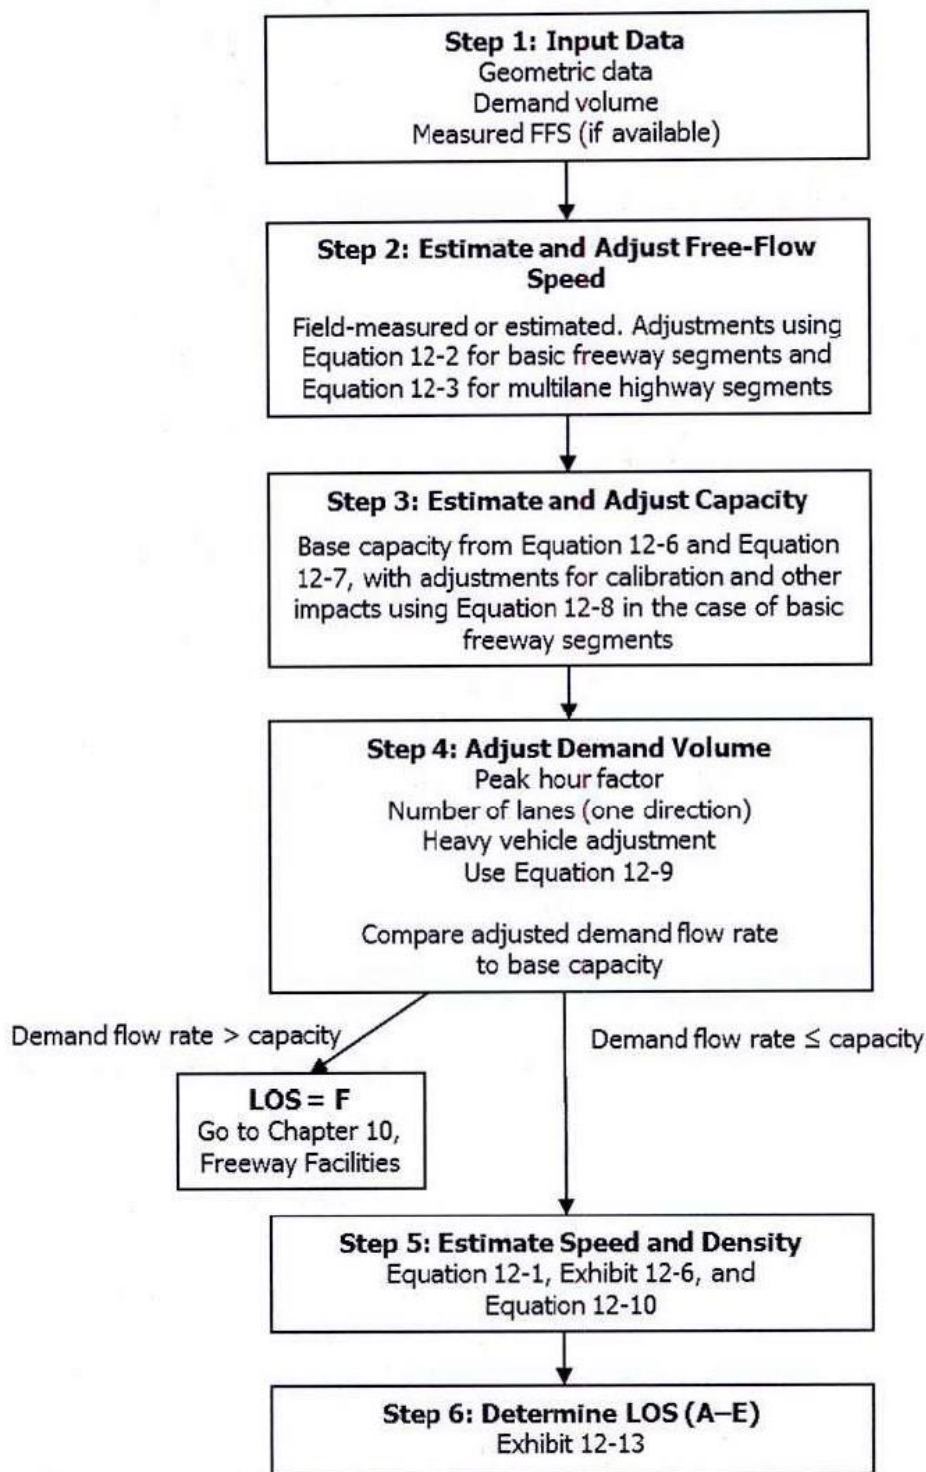 Step 1: Input Data
Geometric data
Demand volume
Measured FFS (if available)
Step 2: Estimate and Adjust Free-Flow
Speed
Field-measured or estimated. Adjustments using
Equation 12-2 for basic freeway segments and
Equation 12-3 for multilane highway segments
Step 3: Estimate and Adjust Capacity
Base capacity from Equation 12-6 and Equation
12-7, with adjustments for calibration and other
impacts using Equation 12-8 in the case of basic
freeway segments
Step 4: Adjust Demand Volume
Peak hour factor
Number of lanes (one direction)
Heavy vehicle adjustment
Use Equation 12-9
Compare adjusted demand flow rate
to base capacity
Demand flow rate > capacity
Demand flow rate ≤ capacity
LOS = F
Go to Chapter 10,
Freeway Facilities
Step 5: Estimate Speed and Density
Equation 12-1, Exhibit 12-6, and
Equation 12-10
Step 6: Determine LOS (A–E)
Exhibit 12-13